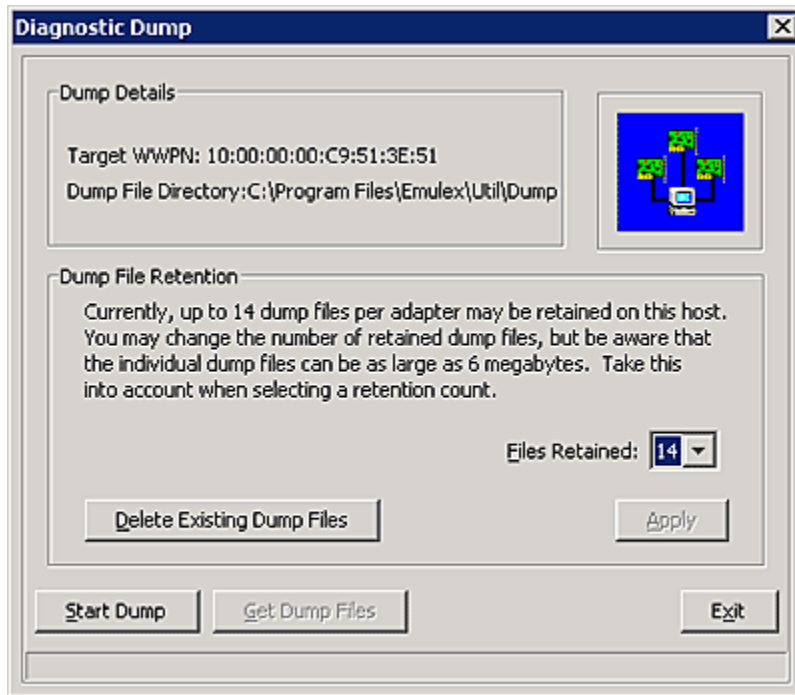 Diagnostic Dump
Dump Details
Target WWPN: 10:00:00:00:C9:51:3E:51
Dump File Directory:C:\Program Files\Emulex\Util\Dump
Dump File Retention
Currently, up to 14 dump files per adapter may be retained on this host.
You may change the number of retained dump files, but be aware that
the individual dump files can be as large as 6 megabytes.  Take this
into account when selecting a retention count.
Files Retained: 14
Delete Existing Dump Files Apply
Start Dump Get Dump Files Exit